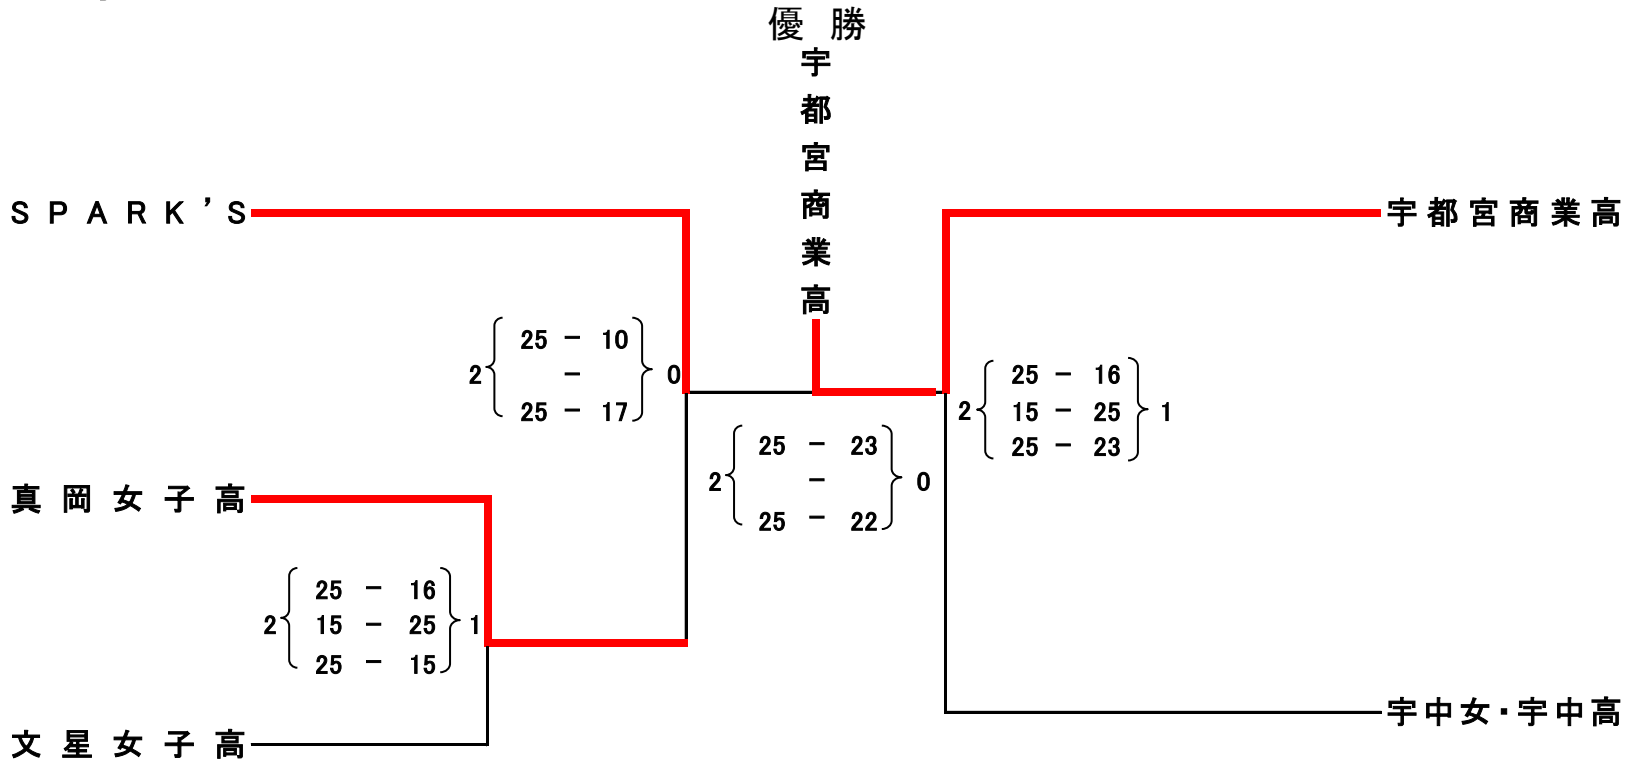 優 勝
宇都宮商業高
SPARK'S
宇都宮商業高
25 - 10
2 - 0
25 - 17
25 - 16
2 15 - 25 1
25 - 23
25 - 23
2 - 0
25 - 22
真岡女子高
25 - 16
2 15 - 25 1
25 - 15
宇中女・宇中高
文星女子高